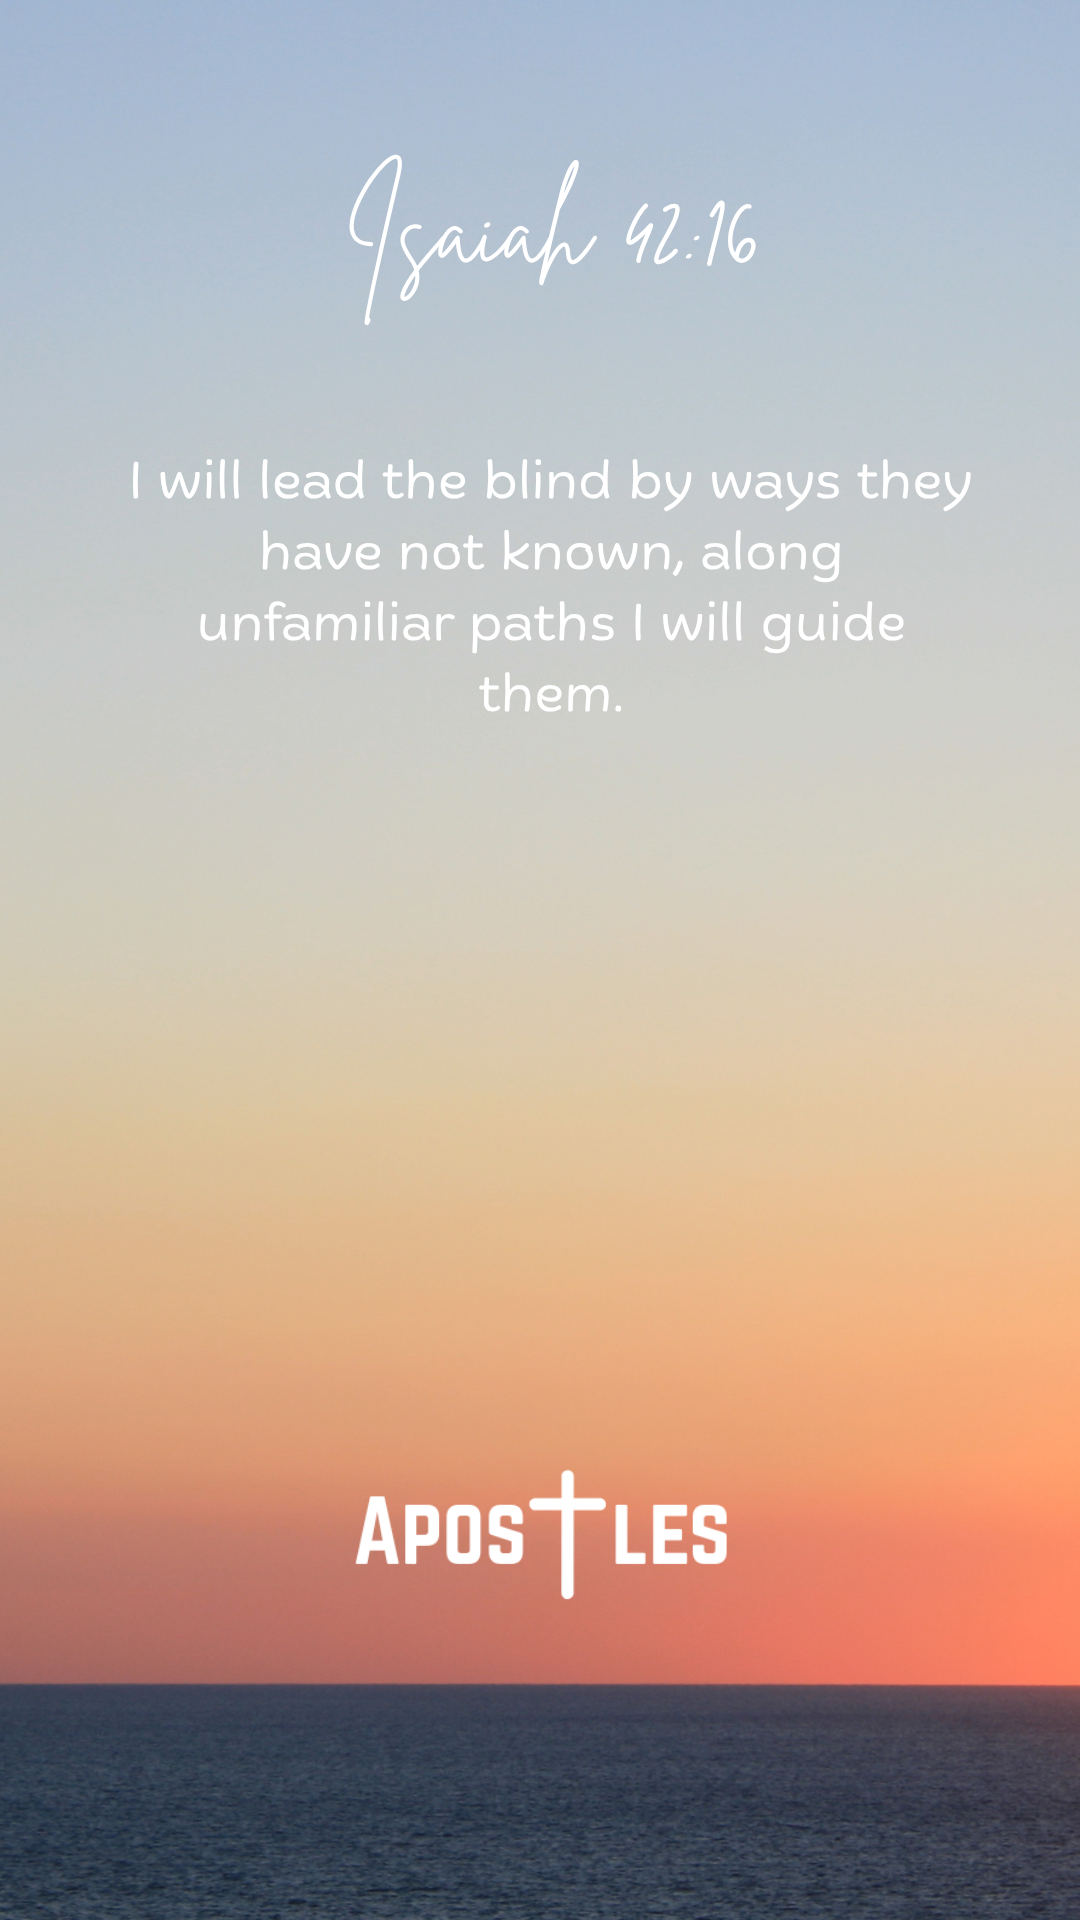 Isaiah 42:16
I will lead the blind by ways they
have not known, along
unfamiliar paths I will guide
them.
APOSTLES